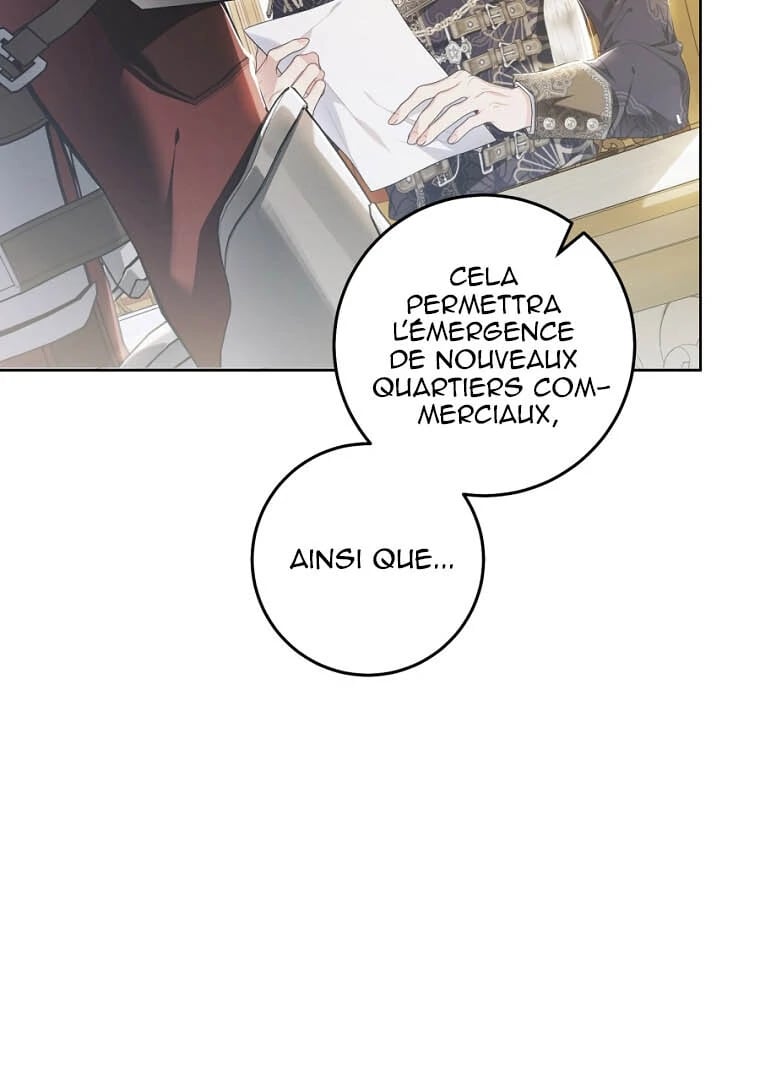 CELA
PERMETTRA
L'ÉMERGENCE
DE NOUVEAUX
QUARTIERS COM-
MERCIAUX,
AINSI QUE...